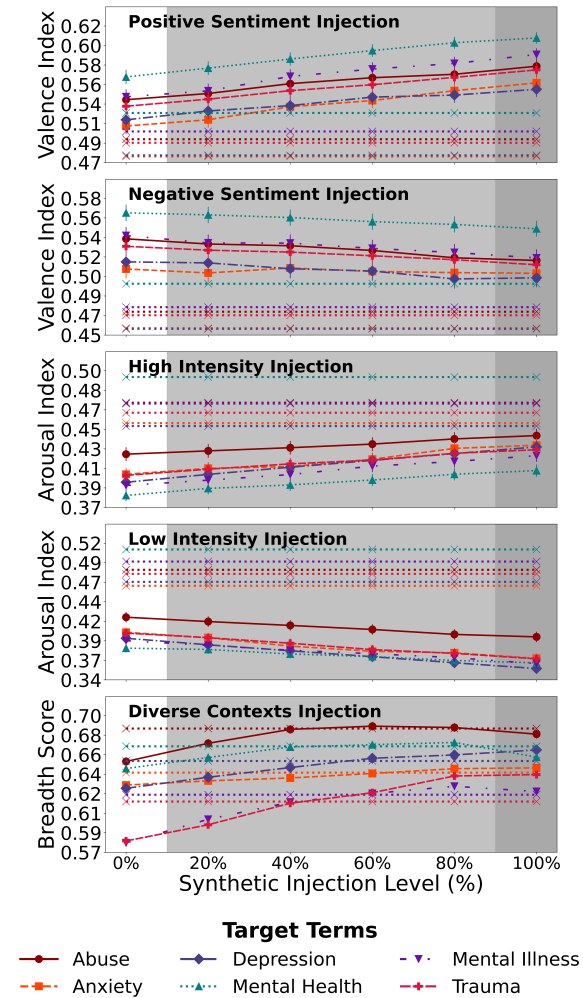 Positive Sentiment Injection
Valence Index
0.62
0.60
0.58
0.56
0.54
0.51
0.49
0.47
Negative Sentiment Injection
Valence Index
0.58
0.56
0.54
0.52
0.50
0.49
0.47
0.45
High Intensity Injection
Arousal Index
0.50
0.48
0.47
0.45
0.43
0.41
0.39
0.37
Low Intensity Injection
Arousal Index
0.52
0.49
0.47
0.44
0.42
0.39
0.37
0.34
Diverse Contexts Injection
Breadth Score
0.70
0.68
0.66
0.64
0.62
0.61
0.59
0.57
0% 20% 40% 60% 80% 100%
Synthetic Injection Level (%)
Target Terms
Abuse Depression Mental Illness
Anxiety Mental Health Trauma